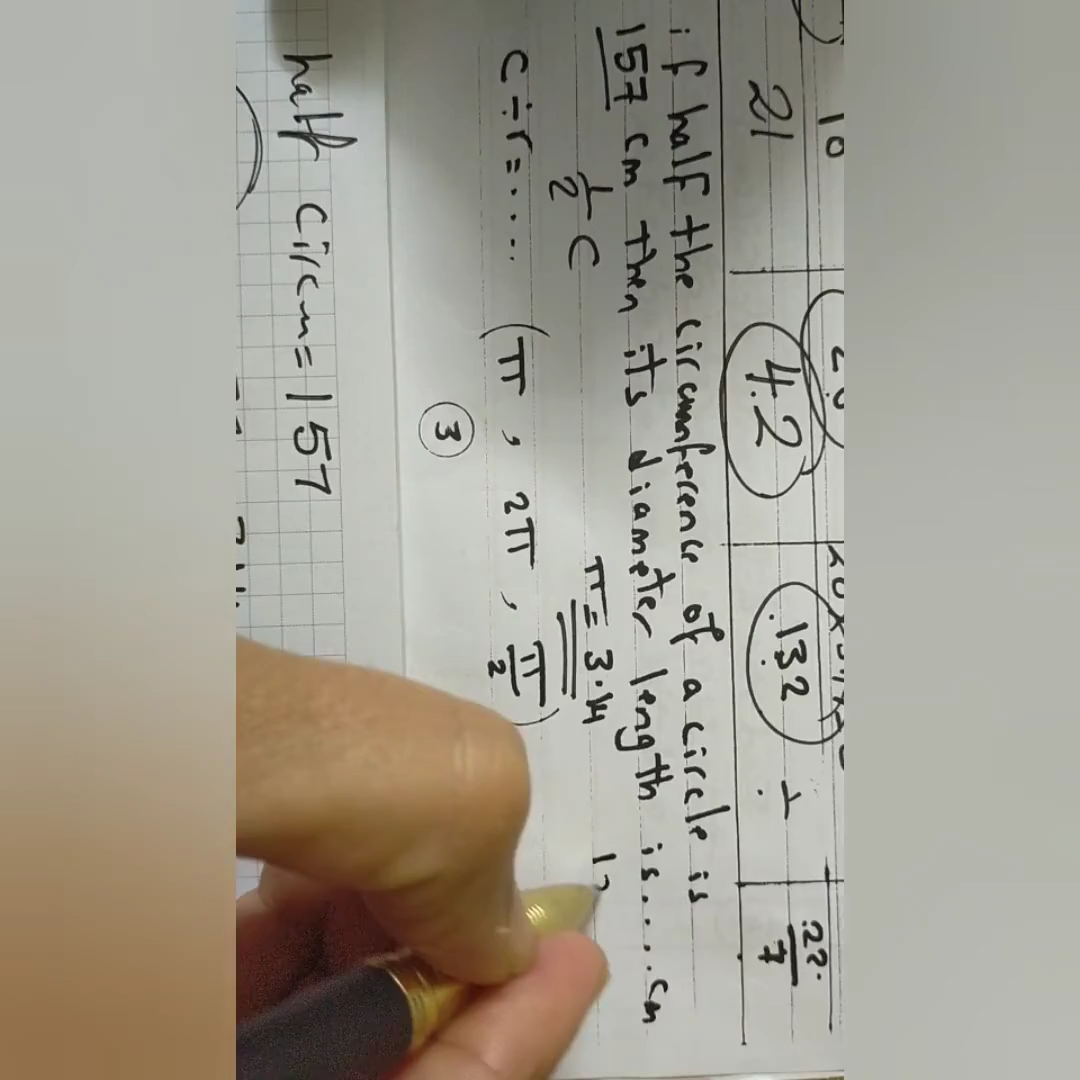 10
21 4.2 132 22/7
if half the circumference of a circle is
157 cm then its diameter length is.....cm
1/2 C π = 3.14
C ÷ r = ..... (π , 2π , π/2)
3
half Circum = 157